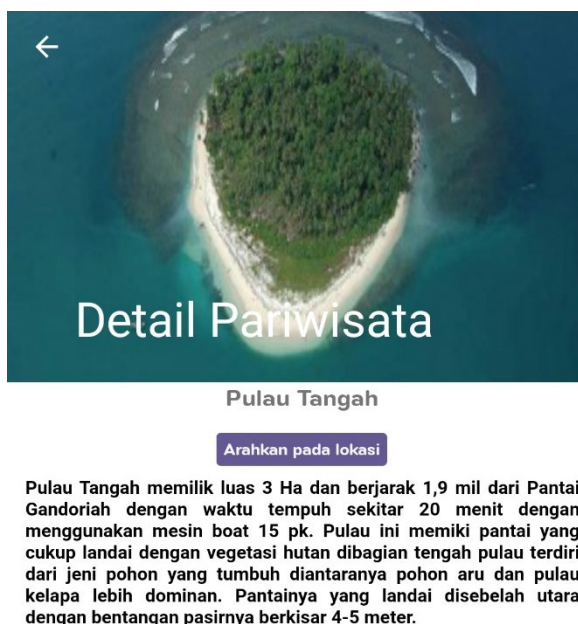 Detail Pariwisata
Pulau Tangah
Arahkan pada lokasi
Pulau Tangah memilik luas 3 Ha dan berjarak 1,9 mil dari Pantai
Gandoriah dengan waktu tempuh sekitar 20 menit dengan
menggunakan mesin boat 15 pk. Pulau ini memiki pantai yang
cukup landai dengan vegetasi hutan dibagian tengah pulau terdiri
dari jeni pohon yang tumbuh diantaranya pohon aru dan pulau
kelapa lebih dominan. Pantainya yang landai disebelah utara
dengan bentangan pasirnya berkisar 4-5 meter.